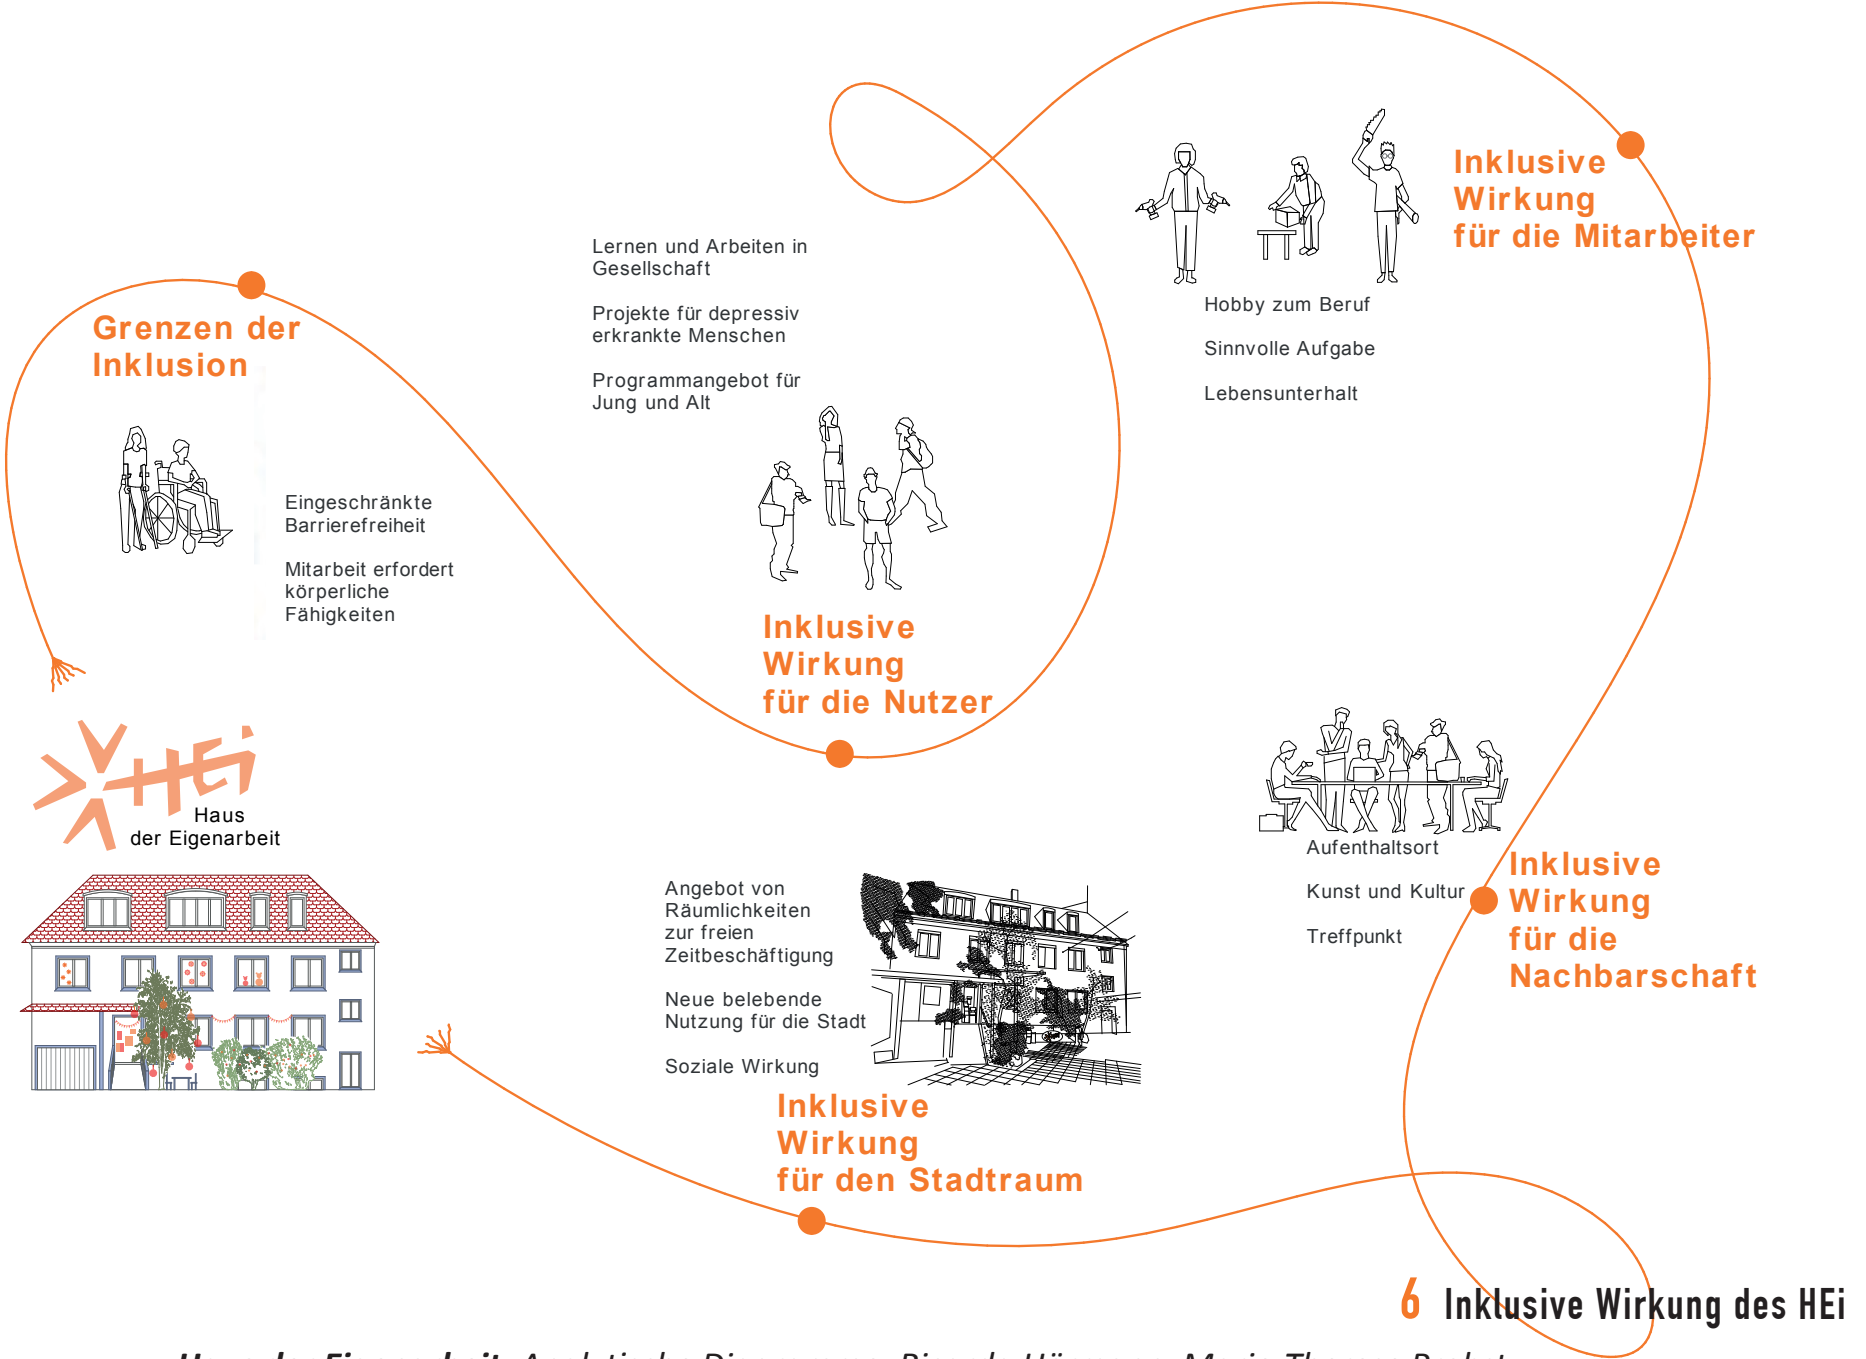 Inklusive
Wirkung
für die Mitarbeiter
Hobby zum Beruf
Sinnvolle Aufgabe
Lebensunterhalt
Lernen und Arbeiten in
Gesellschaft
Projekte für depressiv
erkrankte Menschen
Programmangebot für
Jung und Alt
Inklusive
Wirkung
für die Nutzer
Grenzen der
Inklusion
Eingeschränkte
Barrierefreiheit
Mitarbeit erfordert
körperliche
Fähigkeiten
HEi
Haus
der Eigenarbeit
Aufenthaltsort
Kunst und Kultur
Treffpunkt
Inklusive
Wirkung
für die
Nachbarschaft
Angebot von
Räumlichkeiten
zur freien
Zeitbeschäftigung
Neue belebende
Nutzung für die Stadt
Soziale Wirkung
Inklusive
Wirkung
für den Stadtraum
6 Inklusive Wirkung des HEi